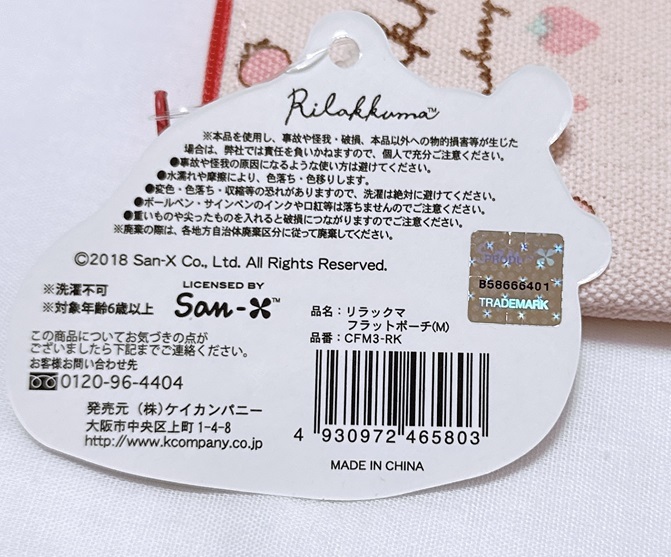 Rilakkuma™
※本品を使用し、事故や怪我・破損、本品以外への物的損害等が生じた
場合は、弊社では責任を負いかねますので、個人で充分ご注意ください。
●事故や怪我の原因になるような使い方は避けてください。
●水濡れや摩擦により、色落ち・色移りします。
●変色・色落ち・収縮等の恐れがありますので、洗濯は絶対に避けてください。
●ボールペン・サインペンのインクや口紅等は落ちませんのでご注意ください。
●重いものや尖ったものを入れると破損につながりますのでご注意ください。
※廃棄の際は、各地方自治体廃棄区分に従って廃棄してください。
©2018 San-X Co., Ltd. All Rights Reserved.
B58666401
TRADEMARK
※洗濯不可
※対象年齢6歳以上
LICENSED BY
San-X™
品名：リラックマ
フラットポーチ(M)
品番：CFM3-RK
この商品についてお気づきの点が
ございましたら下記までご連絡ください。
お客様お問い合わせ先
0120-96-4404
発売元 (株)ケイカンパニー
大阪市中央区上町1-4-8
http://www.kcompany.co.jp
4 930972 465803
MADE IN CHINA